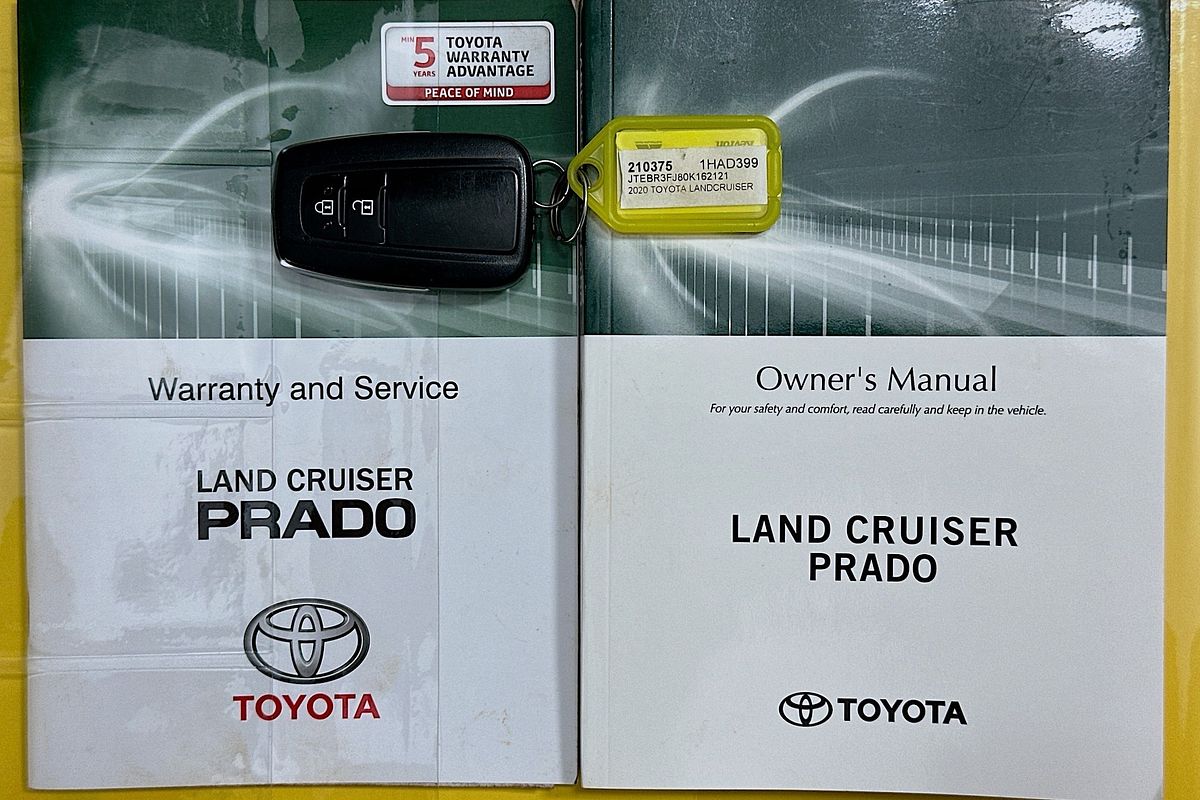 MIN
5
YEARS
TOYOTA
WARRANTY
ADVANTAGE
PEACE OF MIND
Kevron
210375 1HAD399
JTEBR3FJ80K162121
2020 TOYOTA LANDCRUISER
Warranty and Service
LAND CRUISER
PRADO
TOYOTA
Owner's Manual
For your safety and comfort, read carefully and keep in the vehicle.
LAND CRUISER
PRADO
TOYOTA